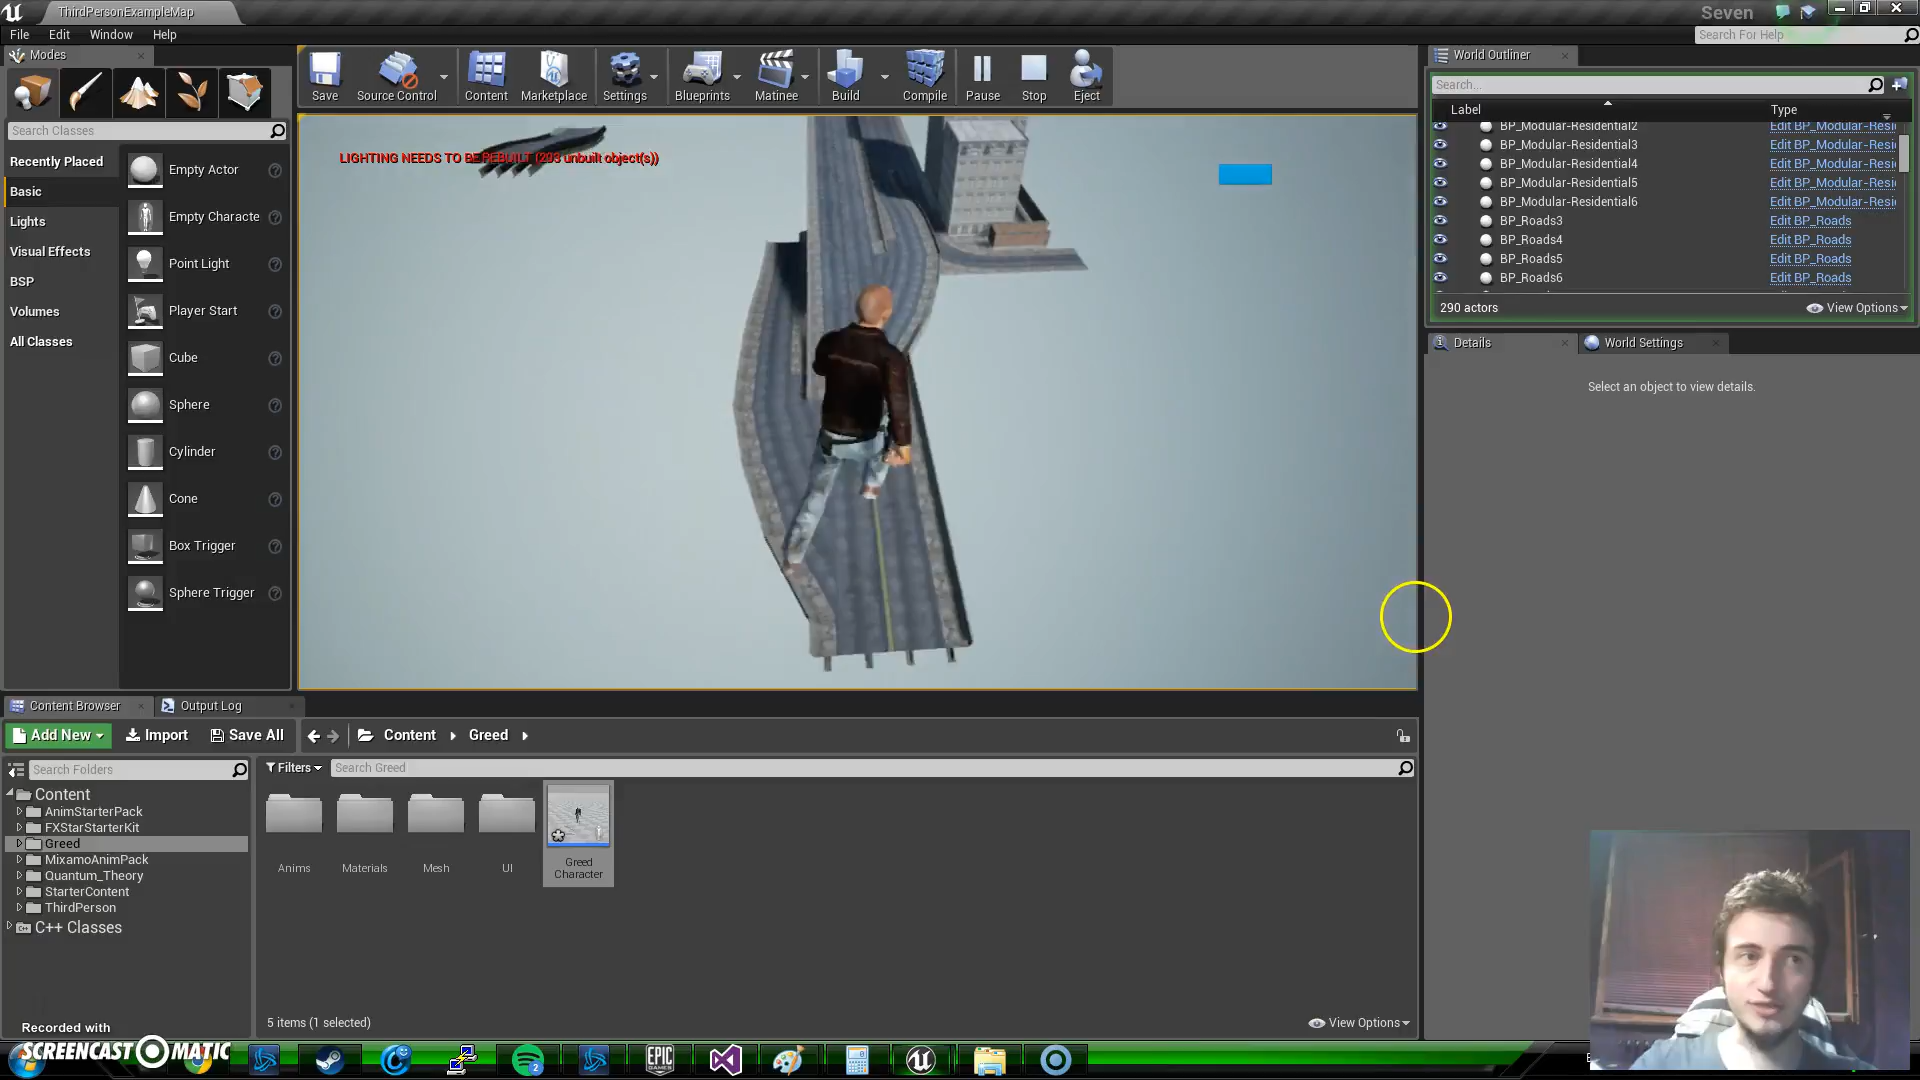 ThirdPersonExampleMap
Seven
File Edit Window Help
Search For Help
Modes
Search Classes
Recently Placed
Basic
Lights
Visual Effects
BSP
Volumes
All Classes
Empty Actor
Empty Characte
Point Light
Player Start
Cube
Sphere
Cylinder
Cone
Box Trigger
Sphere Trigger
Save
Source Control
Content
Marketplace
Settings
Blueprints
Matinee
Build
Compile
Pause
Stop
Eject
LIGHTING NEEDS TO BE REBUILT (203 unbuilt object(s))
World Outliner
Search...
Label Type
BP_Modular-Residential2 Edit BP_Modular-Resi
BP_Modular-Residential3 Edit BP_Modular-Resi
BP_Modular-Residential4 Edit BP_Modular-Resi
BP_Modular-Residential5 Edit BP_Modular-Resi
BP_Modular-Residential6 Edit BP_Modular-Resi
BP_Roads3 Edit BP_Roads
BP_Roads4 Edit BP_Roads
BP_Roads5 Edit BP_Roads
BP_Roads6 Edit BP_Roads
290 actors View Options
Details World Settings
Select an object to view details.
Content Browser Output Log
Add New Import Save All Content Greed
Search Folders
Filters Search Greed
Content
AnimStarterPack
FXStarStarterKit
Greed
MixamoAnimPack
Quantum_Theory
StarterContent
ThirdPerson
C++ Classes
Anims
Materials
Mesh
UI
Greed
Character
5 items (1 selected) View Options
Recorded with
SCREENCAST MATIC
2
EPIC
GAMES